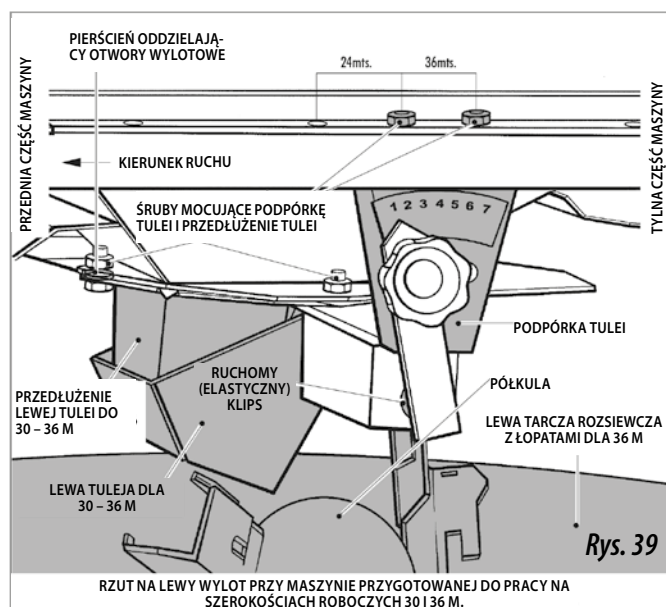 PIERŚCIEŃ ODDZIELAJĄ-
CY OTWORY WYLOTOWE
24mts.
36mts.
PRZEDNIA CZĘŚĆ MASZYNY
TYLNA CZĘŚĆ MASZYNY
KIERUNEK RUCHU
ŚRUBY MOCUJĄCE PODPÓRKĘ
TULEI I PRZEDŁUŻENIE TULEI
1 2 3 4 5 6 7
PODPÓRKA TULEI
RUCHOMY
(ELASTYCZNY)
KLIPS
PÓŁKULA
PRZEDŁUŻENIE
LEWEJ TULEI DO
30 – 36 M
LEWA TARCZA ROZSIEWCZA
Z ŁOPATAMI DLA 36 M
LEWA TULEJA DLA
30 – 36 M
Rys. 39
RZUT NA LEWY WYLOT PRZY MASZYNIE PRZYGOTOWANEJ DO PRACY NA
SZEROKOŚCIACH ROBOCZYCH 30 I 36 M.